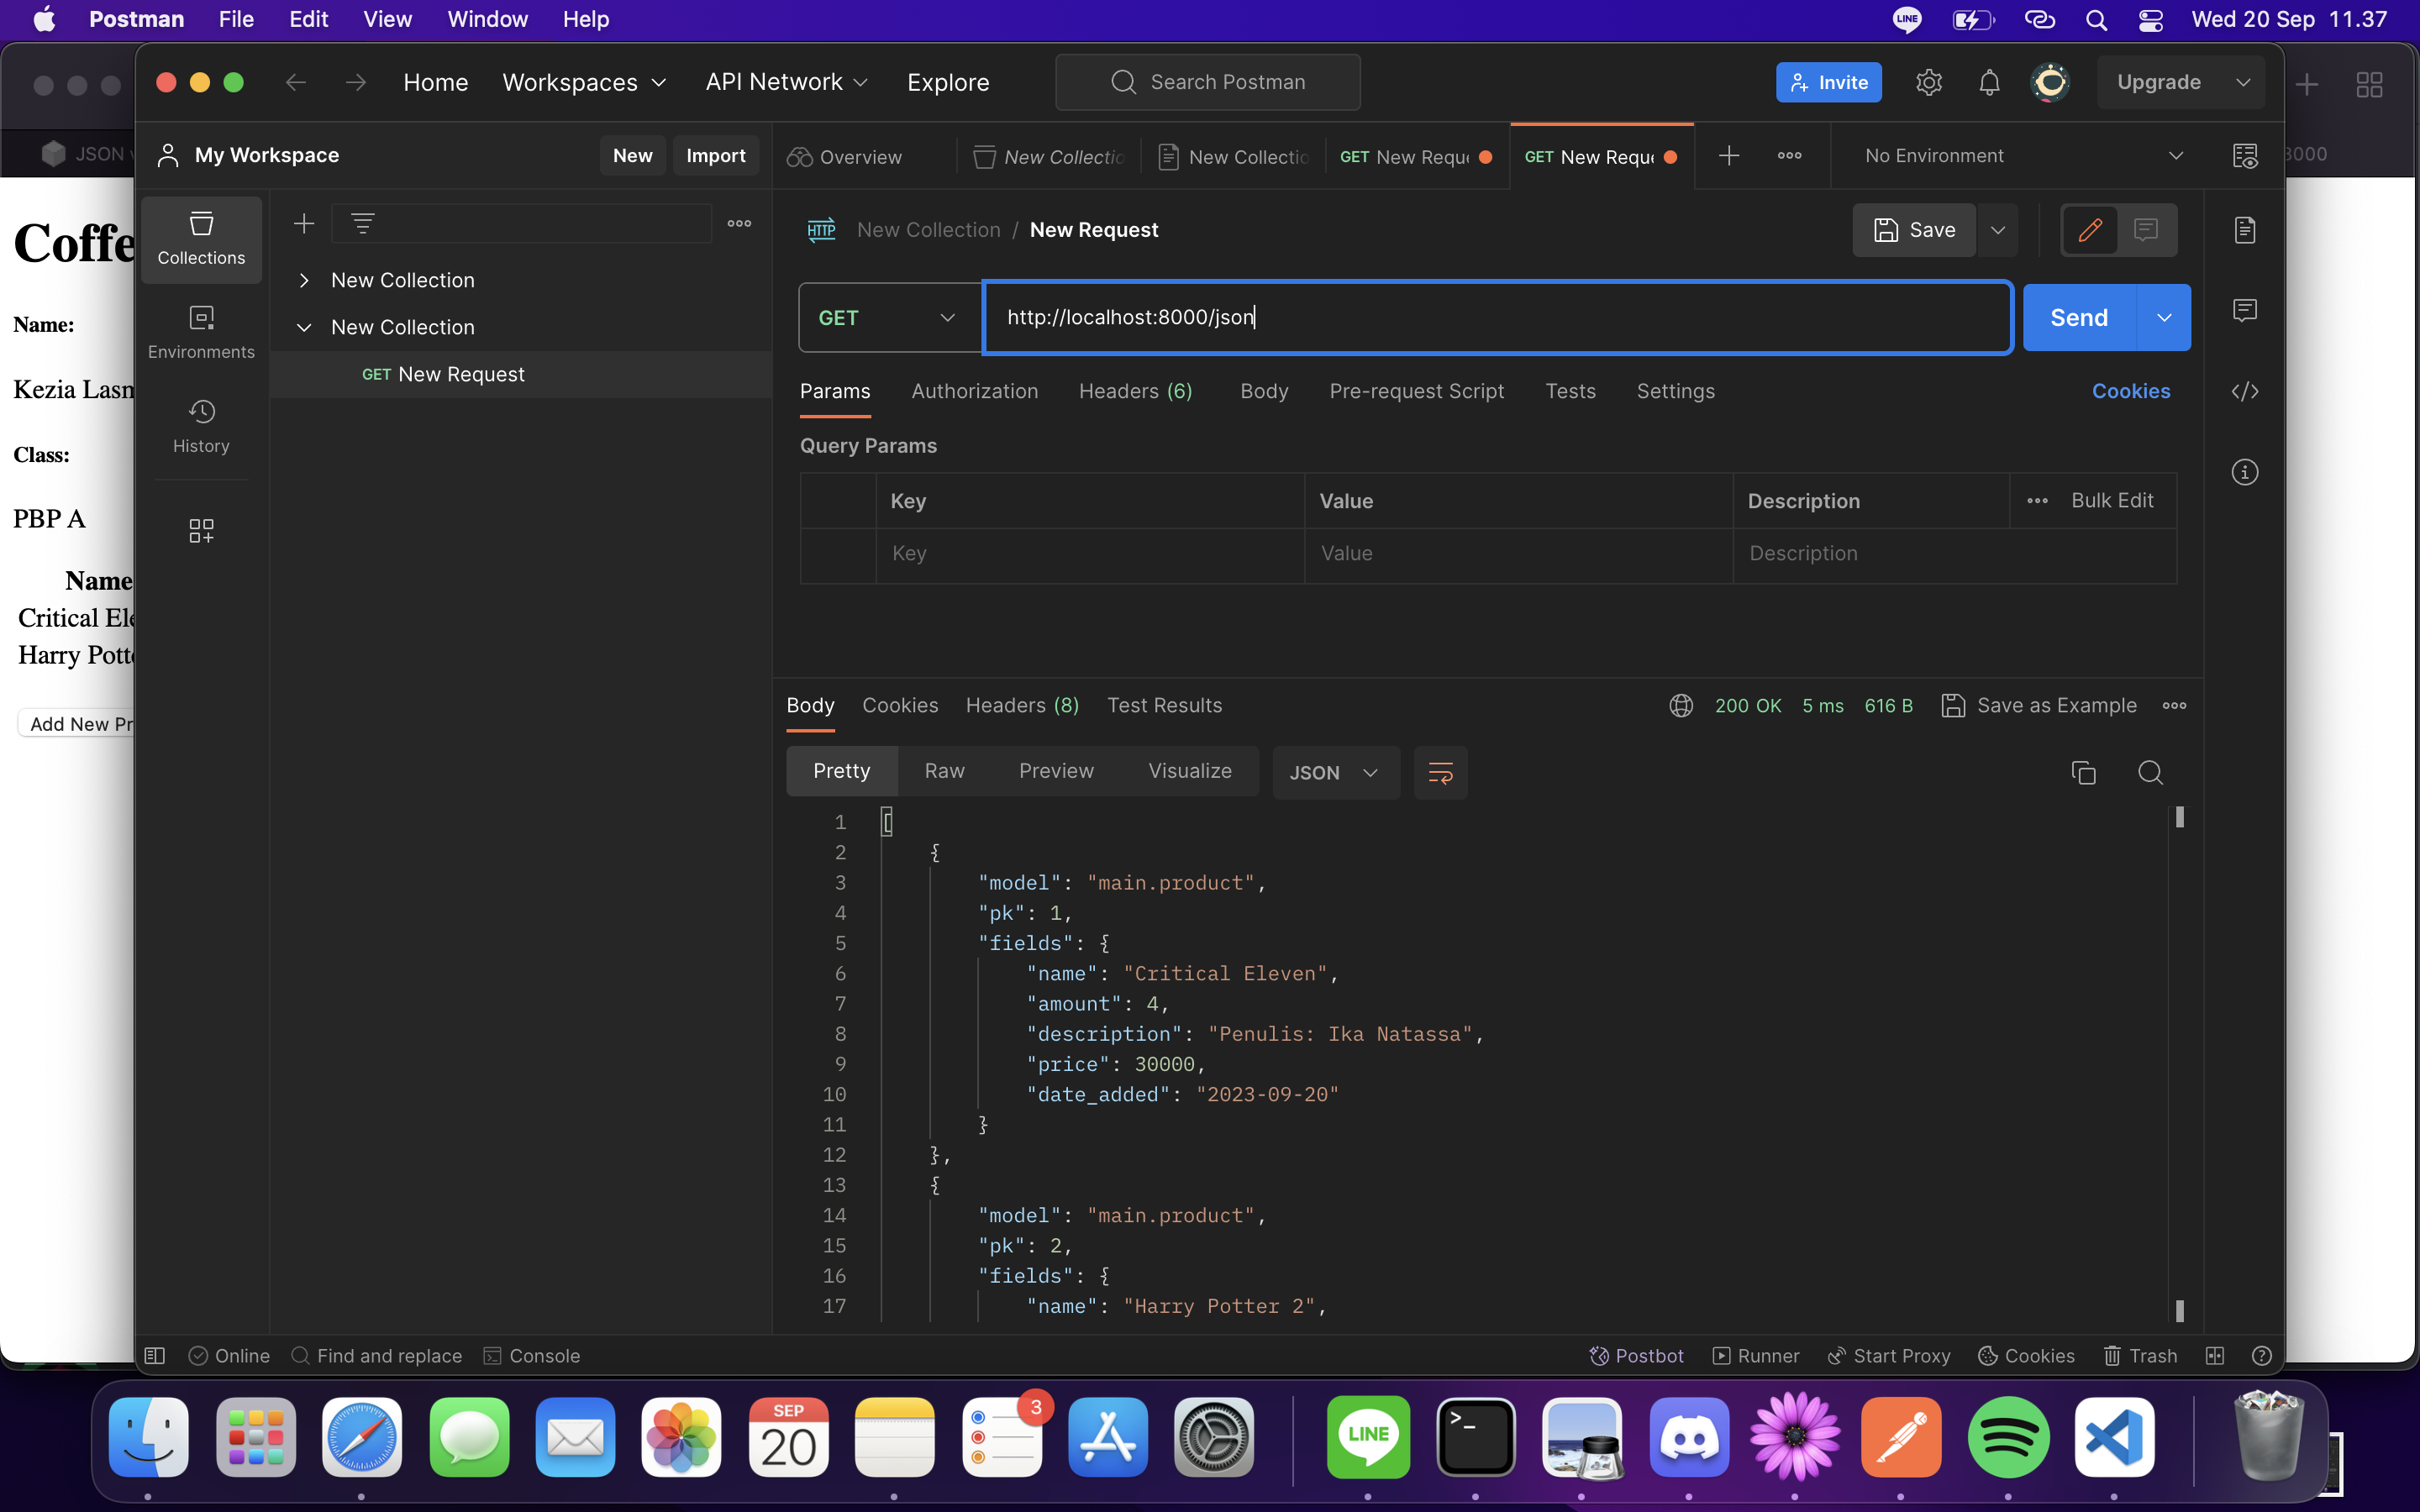 Postman File Edit View Window Help
LINE
Wed 20 Sep 11.37
Home Workspaces API Network Explore
Search Postman
Invite
Upgrade
JSON
My Workspace
New Import
Overview
New Collectio
New Collectio
GET New Requ
GET New Requ
No Environment
Coffe
Name:
Kezia
Class:
PBP A
Name
Critical Ele
Harry Potte
Add New Pr
Collections
Environments
History
New Collection
New Collection
GET New Request
HTTP New Collection / New Request
Save
GET http://localhost:8000/json
Send
Params Authorization Headers (6) Body Pre-request Script Tests Settings Cookies
Query Params
Key Value Description Bulk Edit
Key Value Description
Body Cookies Headers (8) Test Results
200 OK 5 ms 616 B Save as Example
Pretty Raw Preview Visualize JSON
1 [
2 {
3 "model": "main.product",
4 "pk": 1,
5 "fields": {
6 "name": "Critical Eleven",
7 "amount": 4,
8 "description": "Penulis: Ika Natassa",
9 "price": 30000,
10 "date_added": "2023-09-20"
11 }
12 },
13 {
14 "model": "main.product",
15 "pk": 2,
16 "fields": {
17 "name": "Harry Potter 2",
Online Find and replace Console
Postbot Runner Start Proxy Cookies Trash
SEP
20
3
LINE